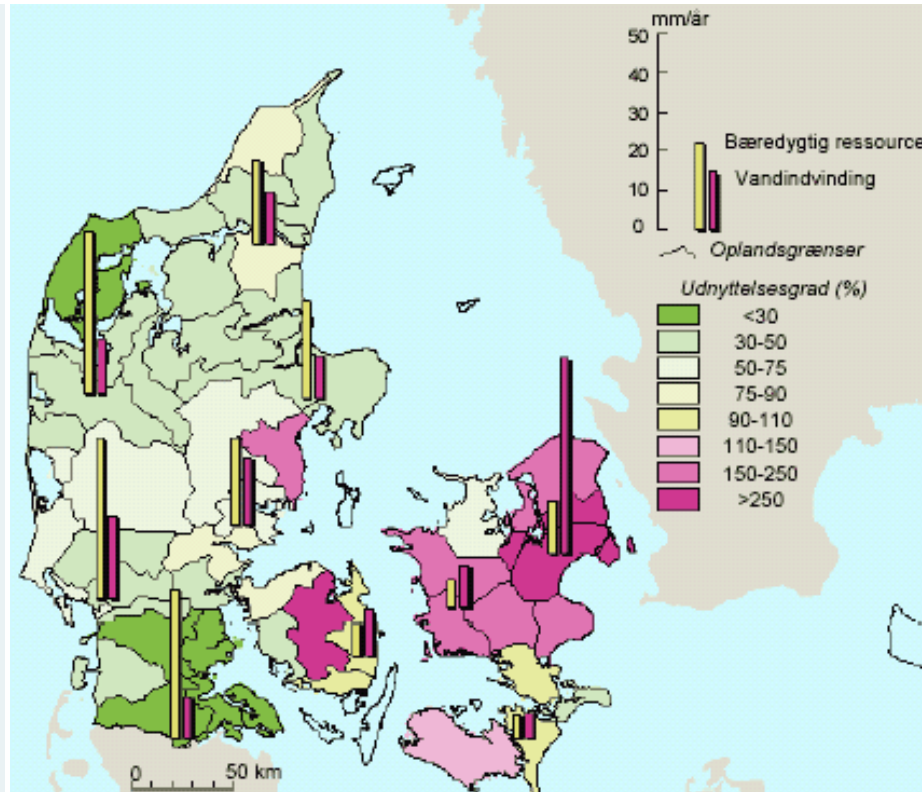 mm/år
50
40
30
20
10
0
Bæredygtig ressource
Vandindvinding
Oplandsgrænser
Udnyttelsesgrad (%)
<30
30-50
50-75
75-90
90-110
110-150
150-250
>250
0 50 km